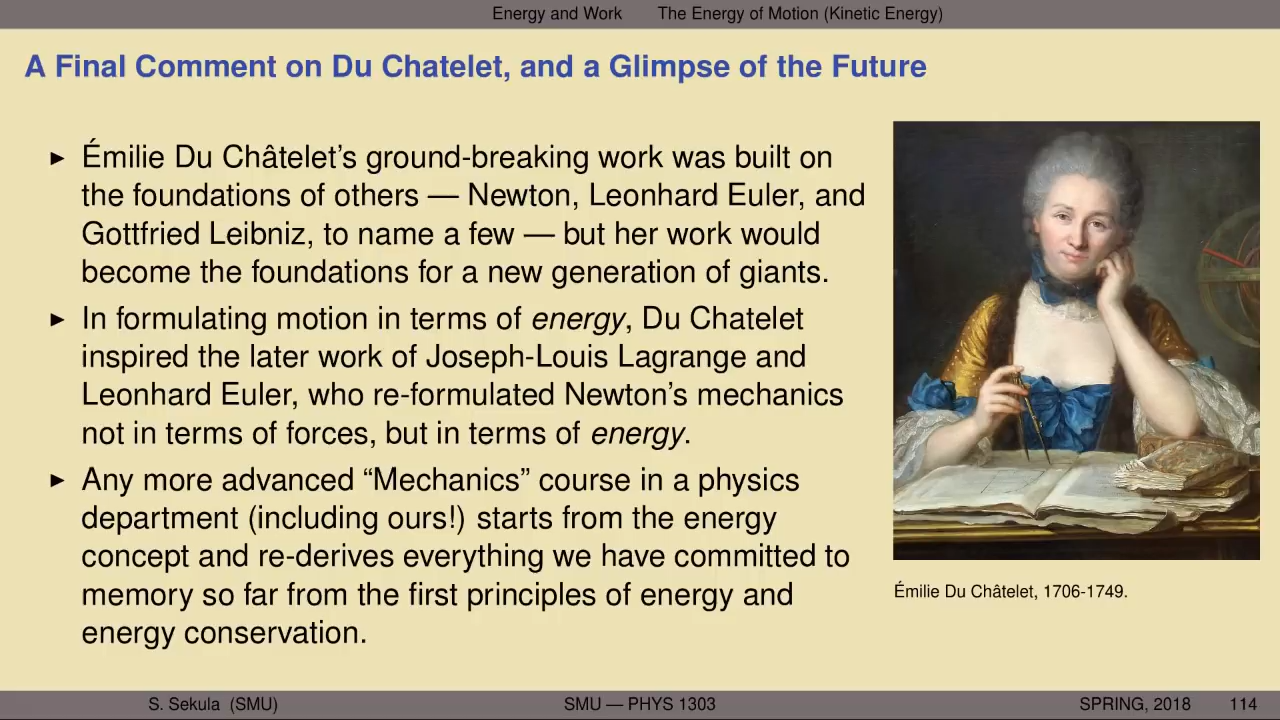 Energy and Work The Energy of Motion (Kinetic Energy)
A Final Comment on Du Chatelet, and a Glimpse of the Future
Émilie Du Châtelet’s ground-breaking work was built on
the foundations of others — Newton, Leonhard Euler, and
Gottfried Leibniz, to name a few — but her work would
become the foundations for a new generation of giants.
In formulating motion in terms of energy, Du Chatelet
inspired the later work of Joseph-Louis Lagrange and
Leonhard Euler, who re-formulated Newton’s mechanics
not in terms of forces, but in terms of energy.
Any more advanced “Mechanics” course in a physics
department (including ours!) starts from the energy
concept and re-derives everything we have committed to
memory so far from the first principles of energy and
energy conservation.
Émilie Du Châtelet, 1706-1749.
S. Sekula (SMU) SMU — PHYS 1303 SPRING, 2018 114